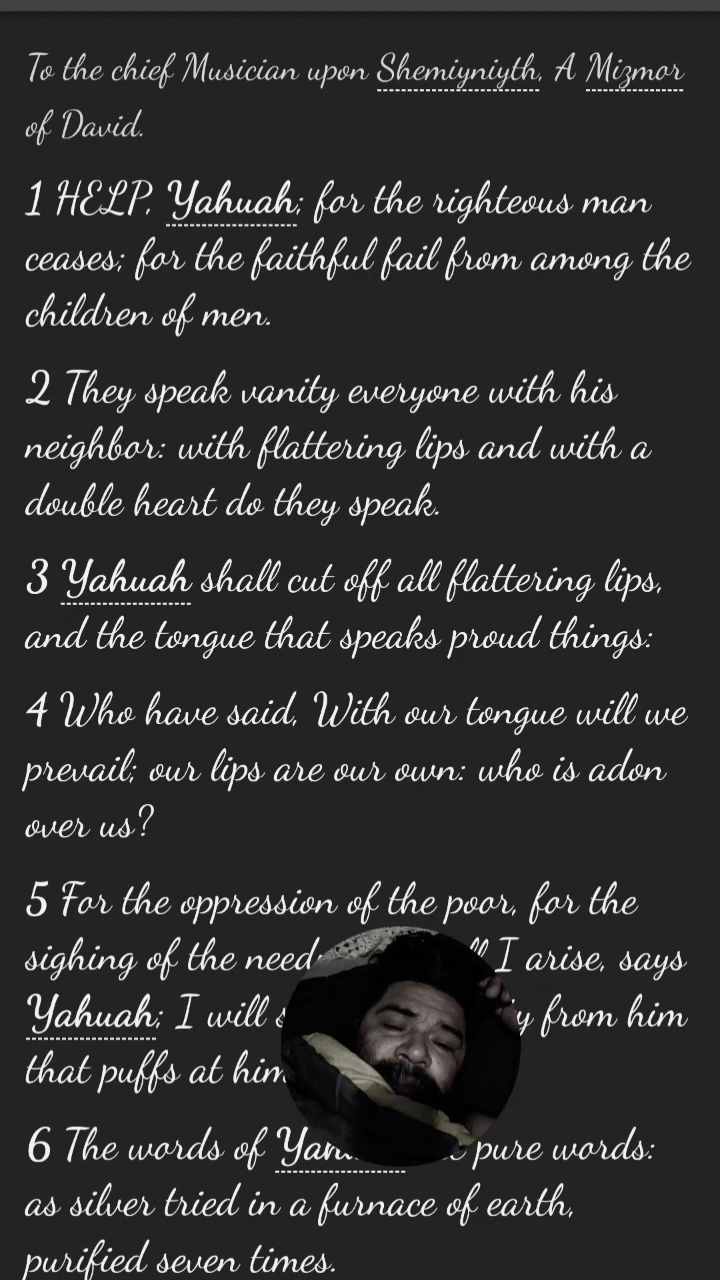 To the chief Musician upon Shemiyniyth, A Mizmor
of David.
1 HELP, Yahuah; for the righteous man
ceases; for the faithful fail from among the
children of men.
2 They speak vanity everyone with his
neighbor: with flattering lips and with a
double heart do they speak.
3 Yahuah shall cut off all flattering lips,
and the tongue that speaks proud things:
4 Who have said, With our tongue will we
prevail; our lips are our own: who is adon
over us?
5 For the oppression of the poor, for the
sighing of the I arise, says
Yahuah; I will from him
that puffs at
6 The words of pure words:
as silver tried in a furnace of earth,
purified seven times.